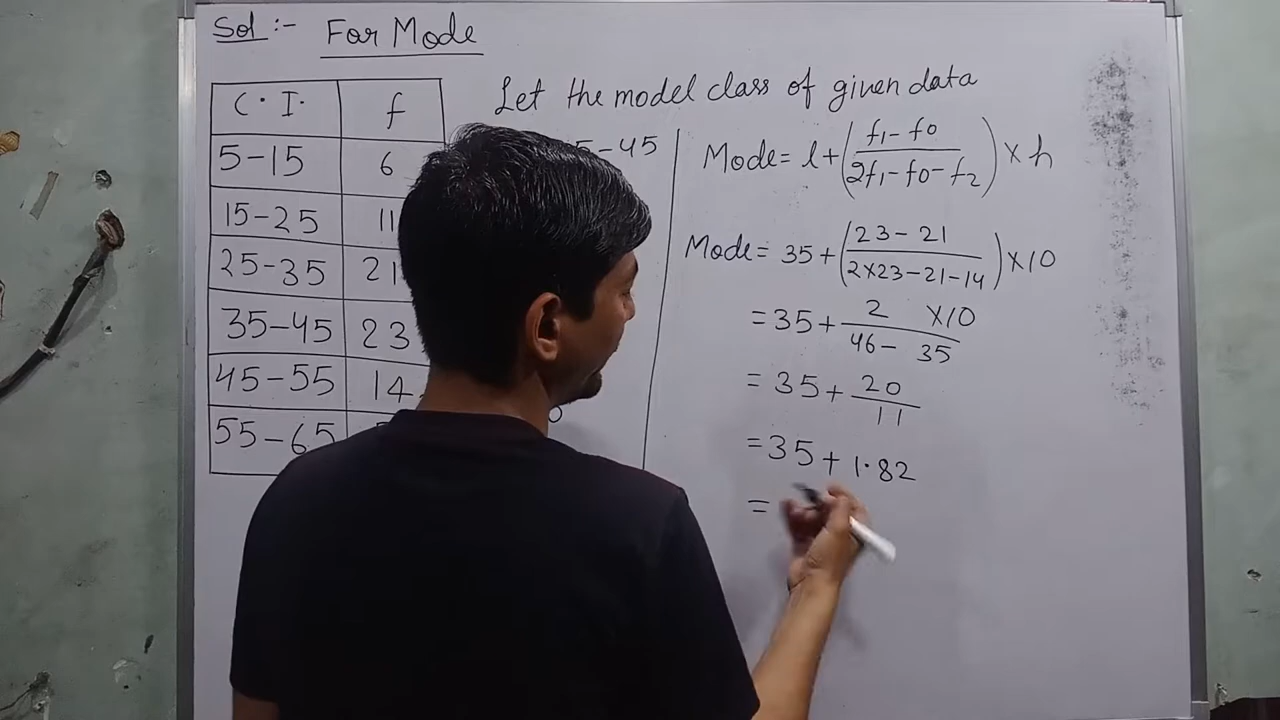 Sol :- For Mode
C.I. f
5-15 6
15-25 11
25-35 21
35-45 23
45-55 14
55-65
Let the model class of given data
5-45
Mode = l+(f1-f0/2f1-f0-f2)×h
Mode = 35+(23-21/2×23-21-14)×10
=35+2 ×10/46- 35
=35+20/11
=35+1.82
=